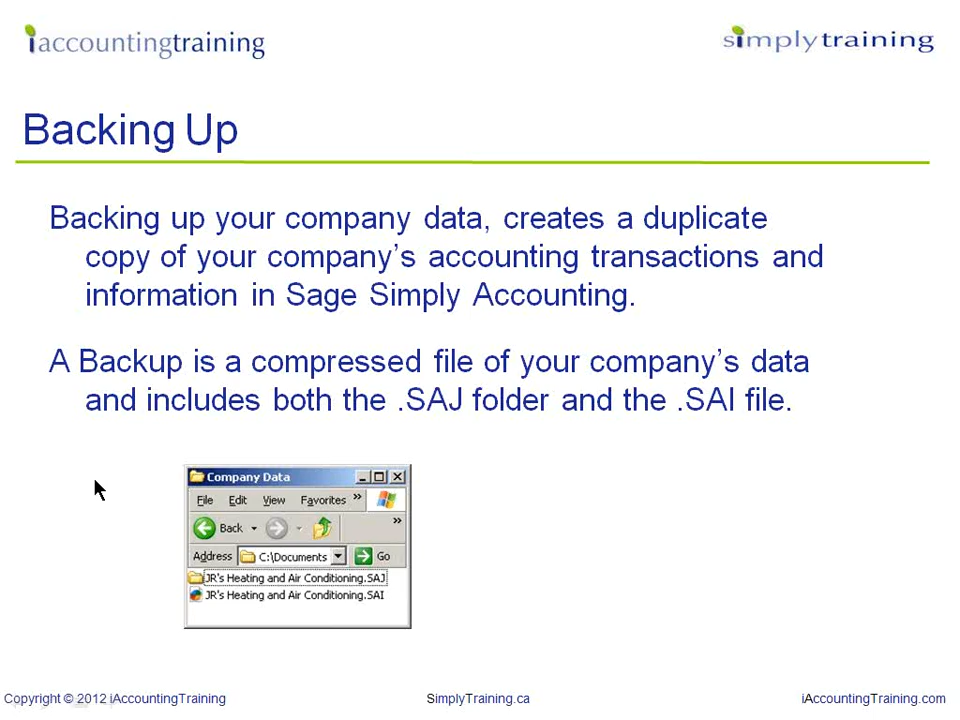 iaccountingtraining
simply training
Backing Up
Backing up your company data, creates a duplicate
copy of your company's accounting transactions and
information in Sage Simply Accounting.
A Backup is a compressed file of your company's data
and includes both the .SAJ folder and the .SAI file.
Company Data
File Edit View Favorites »
Back »
Address C:\Documents Go
JR's Heating and Air Conditioning.SAJ
JR's Heating and Air Conditioning.SAI
Copyright © 2012 iAccountingTraining SimplyTraining.ca iAccountingTraining.com